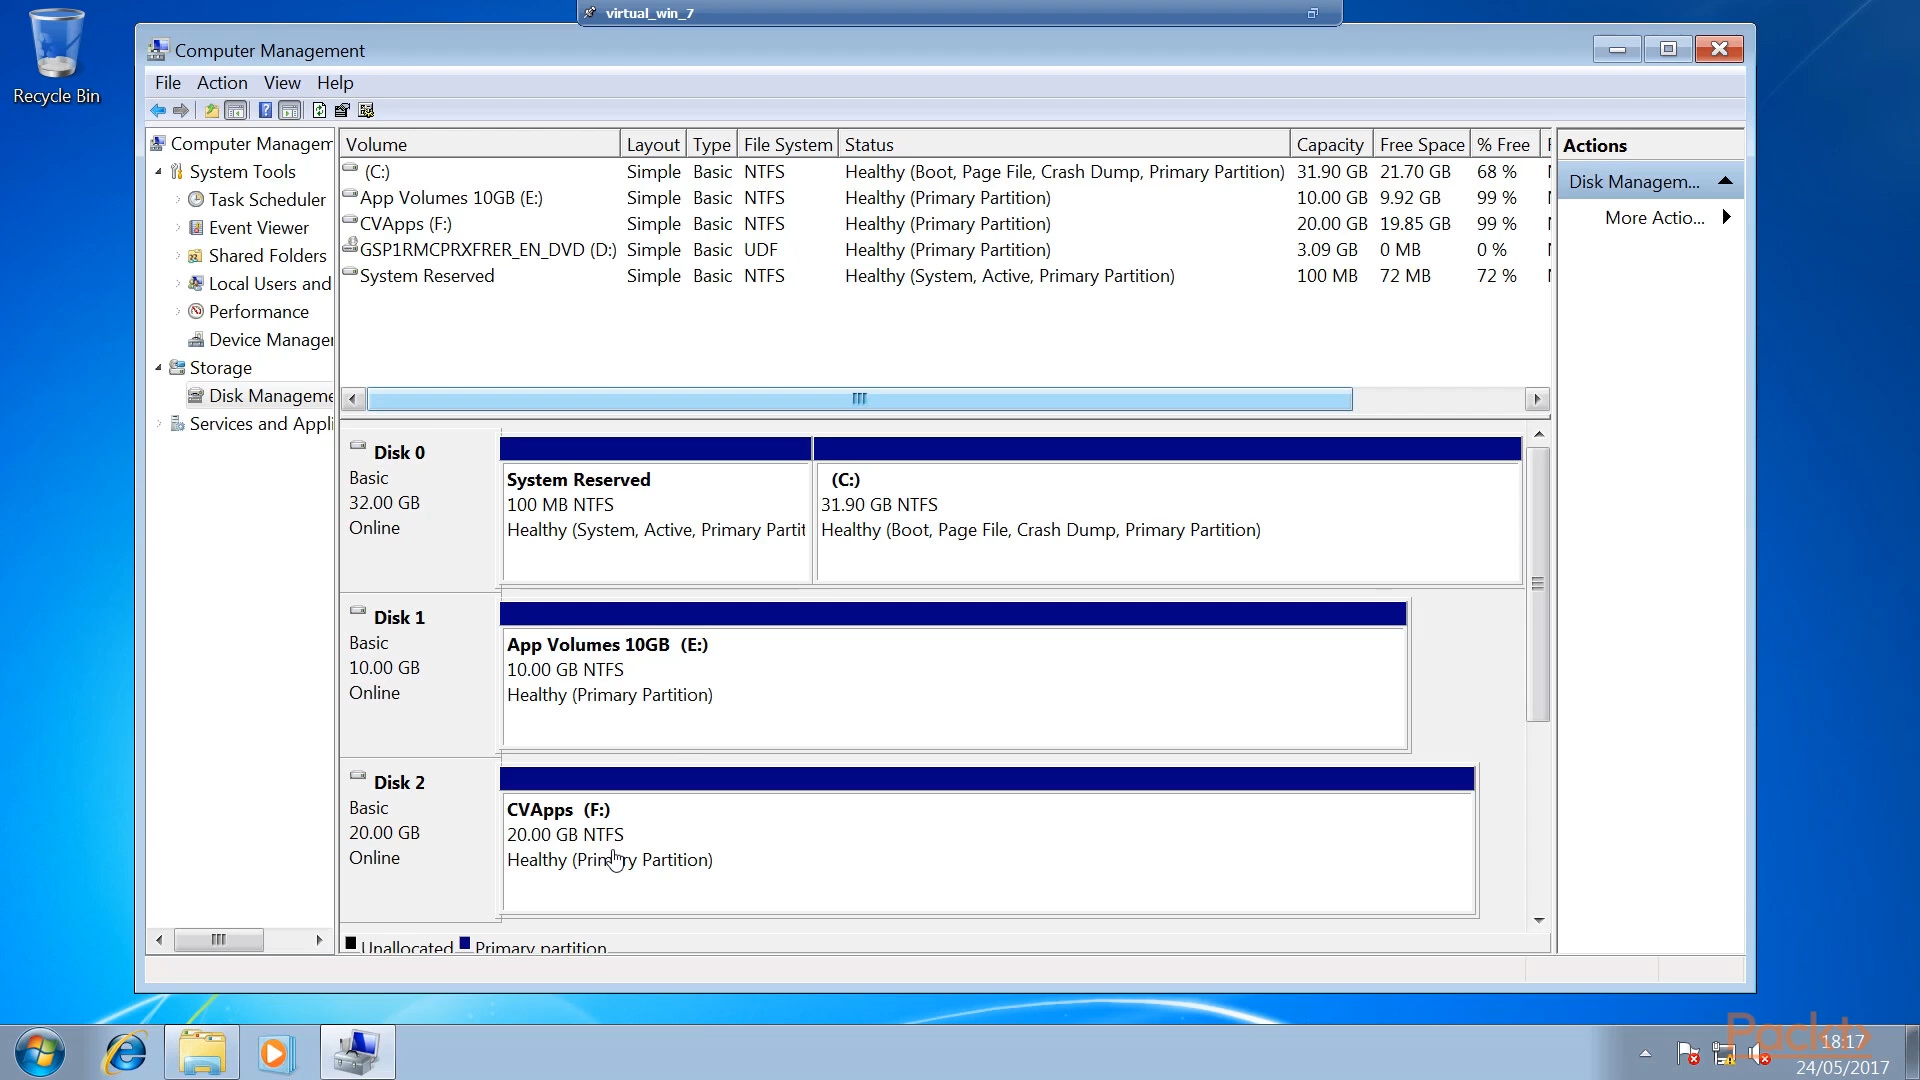 virtual_win_7
Recycle Bin
Computer Management
File Action View Help
Computer Managem
System Tools
Task Scheduler
Event Viewer
Shared Folders
Local Users and
Performance
Device Manager
Storage
Disk Manageme
Services and Appli
Volume Layout Type File System Status Capacity Free Space % Free
(C:) Simple Basic NTFS Healthy (Boot, Page File, Crash Dump, Primary Partition) 31.90 GB 21.70 GB 68 %
App Volumes 10GB (E:) Simple Basic NTFS Healthy (Primary Partition) 10.00 GB 9.92 GB 99 %
CVApps (F:) Simple Basic NTFS Healthy (Primary Partition) 20.00 GB 19.85 GB 99 %
GSP1RMCPRXFRER_EN_DVD (D:) Simple Basic UDF Healthy (Primary Partition) 3.09 GB 0 MB 0 %
System Reserved Simple Basic NTFS Healthy (System, Active, Primary Partition) 100 MB 72 MB 72 %
Actions
Disk Managem...
More Actio...
Disk 0
Basic
32.00 GB
Online
System Reserved
100 MB NTFS
Healthy (System, Active, Primary Partit
(C:)
31.90 GB NTFS
Healthy (Boot, Page File, Crash Dump, Primary Partition)
Disk 1
Basic
10.00 GB
Online
App Volumes 10GB (E:)
10.00 GB NTFS
Healthy (Primary Partition)
Disk 2
Basic
20.00 GB
Online
CVApps (F:)
20.00 GB NTFS
Healthy (Primary Partition)
Unallocated Primary partition
Packt
18:17
24/05/2017